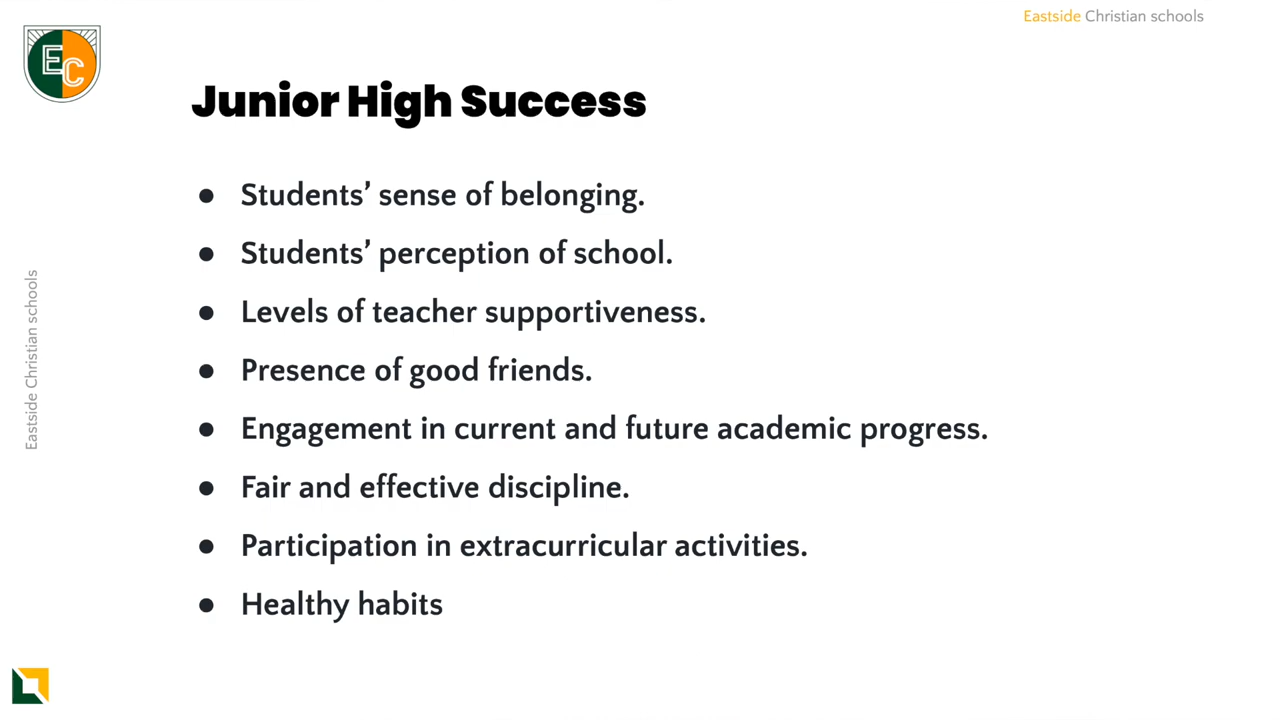 Eastside Christian schools
EC
Junior High Success
● Students’ sense of belonging.
● Students’ perception of school.
● Levels of teacher supportiveness.
● Presence of good friends.
● Engagement in current and future academic progress.
● Fair and effective discipline.
● Participation in extracurricular activities.
● Healthy habits
Eastside Christian schools